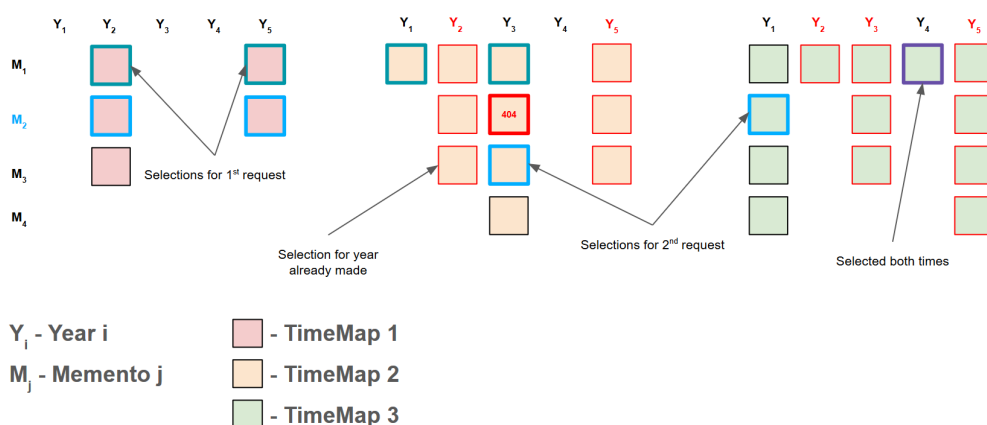 Y₁ Y₂ Y₃ Y₄ Y₅ Y₁ Y₂ Y₃ Y₄ Y₅ Y₁ Y₂ Y₃ Y₄ Y₅
M₁
M₂ 404
M₃
Selections for 1ˢᵗ request
M₄
Selection for year
already made
Selections for 2ⁿᵈ request
Selected both times
Yᵢ - Year i
- TimeMap 1
Mⱼ - Memento j
- TimeMap 2
- TimeMap 3